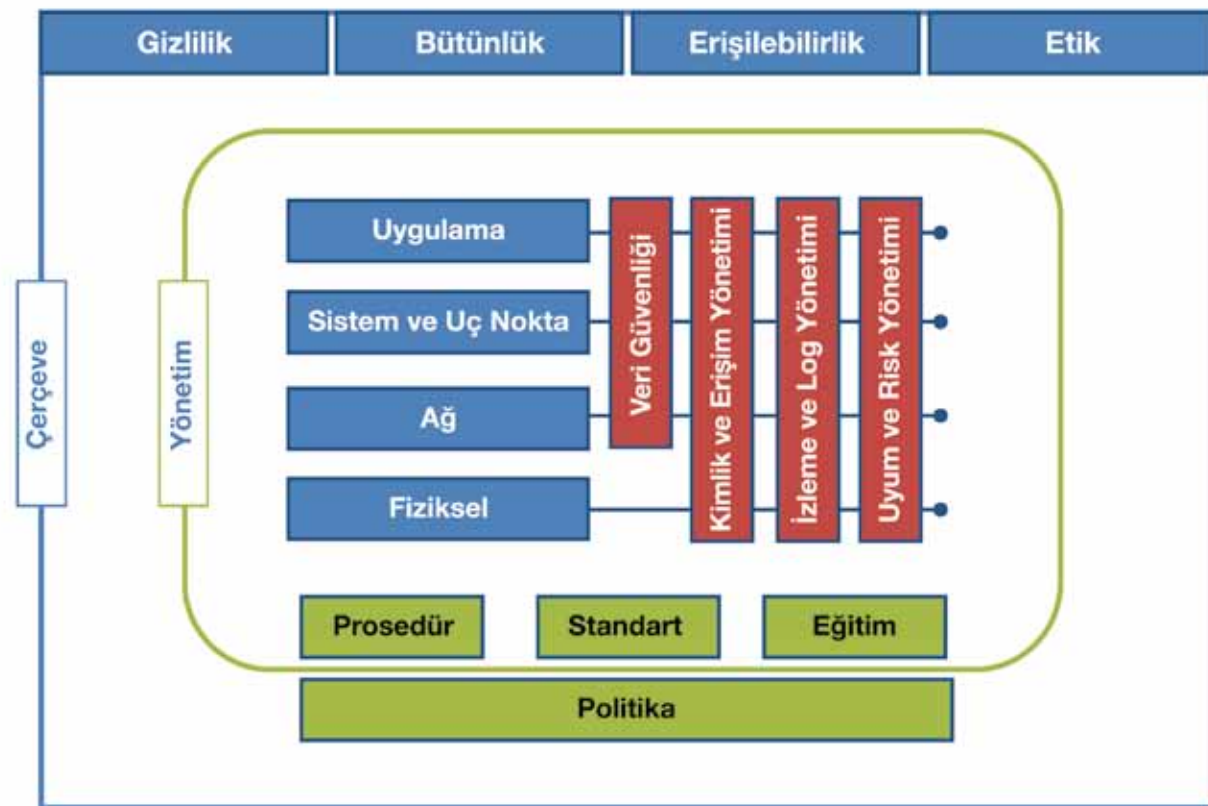 Gizlilik
Bütünlük
Erişilebilirlik
Etik
Çerçeve
Yönetim
Uygulama
Sistem ve Uç Nokta
Ağ
Fiziksel
Veri Güvenliği
Kimlik ve Erişim Yönetimi
İzleme ve Log Yönetimi
Uyum ve Risk Yönetimi
Prosedür
Standart
Eğitim
Politika